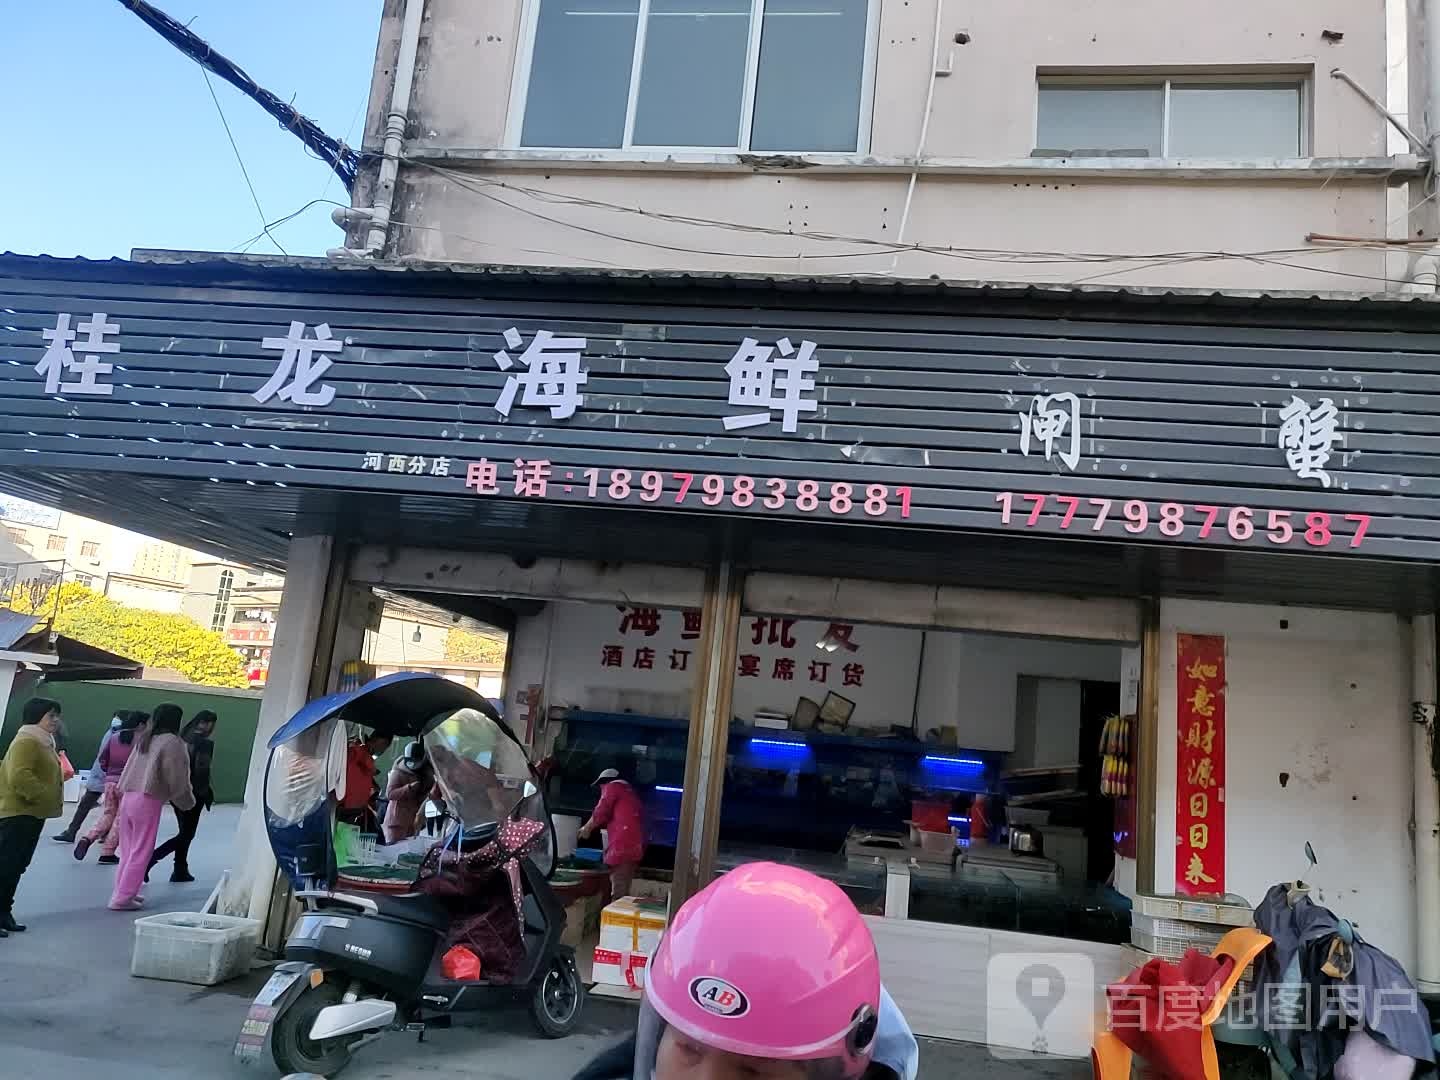 桂龙海鲜 闸蟹
河西分店 电话:18979838881 17779876587
海鲜批发
酒店订 宴席订货
如意财源日日来
AB
百度地图用户